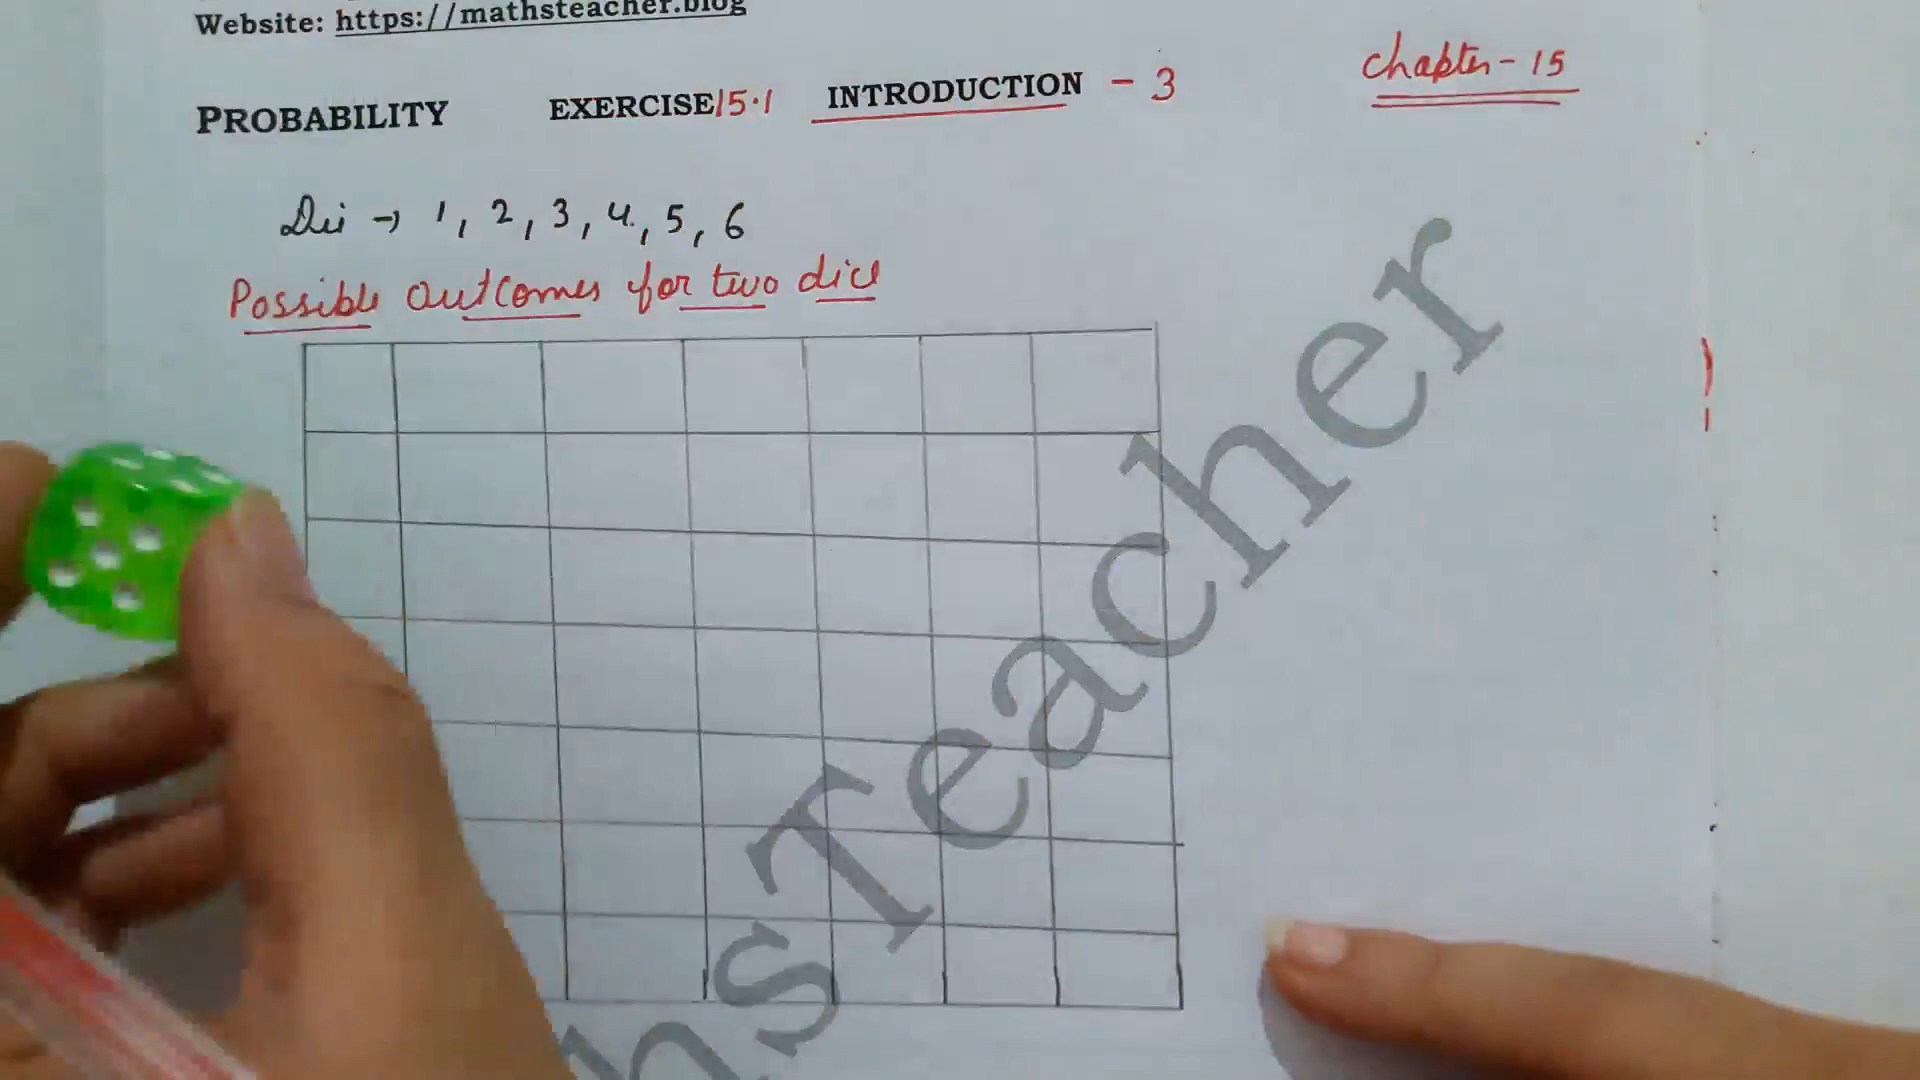 Website: https://mathsteacher.blog
PROBABILITY EXERCISE 15.1 INTRODUCTION - 3
Chapter - 15
Die → 1, 2, 3, 4, 5, 6
Possible outcomes for two dice
hsTeacher